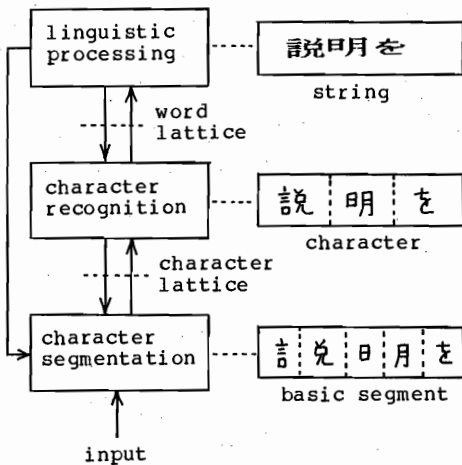 linguistic processing
説明を
string
word lattice
character recognition
説 明 を
character
character lattice
character segmentation
言 兑 日 月 を
basic segment
input